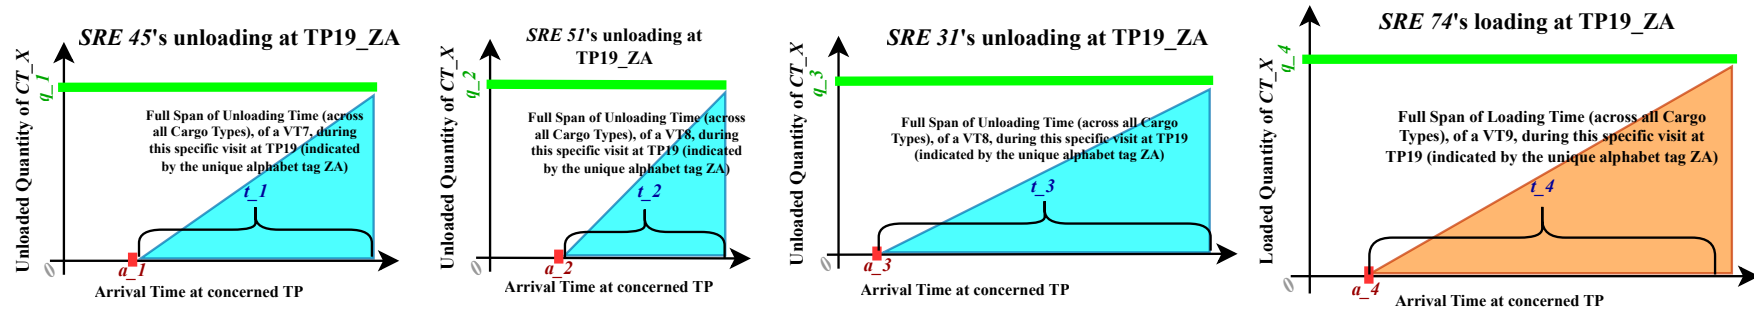 SRE 45's unloading at TP19_ZA
Unloaded Quantity of CT_X
q_1
Full Span of Unloading Time (across
all Cargo Types), of a VT7, during
this specific visit at TP19 (indicated
by the unique alphabet tag ZA)
t_1
0
a_1
Arrival Time at concerned TP
SRE 51's unloading at
TP19_ZA
Unloaded Quantity of CT_X
q_2
Full Span of Unloading Time (across
all Cargo Types), of a VT8, during
this specific visit at TP19 (indicated
by the unique alphabet tag ZA)
t_2
0
a_2
Arrival Time at concerned TP
SRE 31's unloading at TP19_ZA
Unloaded Quantity of CT_X
q_3
Full Span of Unloading Time (across all Cargo
Types), of a VT8, during this specific visit at TP19
(indicated by the unique alphabet tag ZA)
t_3
0
a_3
Arrival Time at concerned TP
SRE 74's loading at TP19_ZA
Loaded Quantity of CT_X
q_4
Full Span of Loading Time (across all Cargo
Types), of a VT9, during this specific visit at
TP19 (indicated by the unique alphabet tag ZA)
t_4
0
a_4
Arrival Time at concerned TP